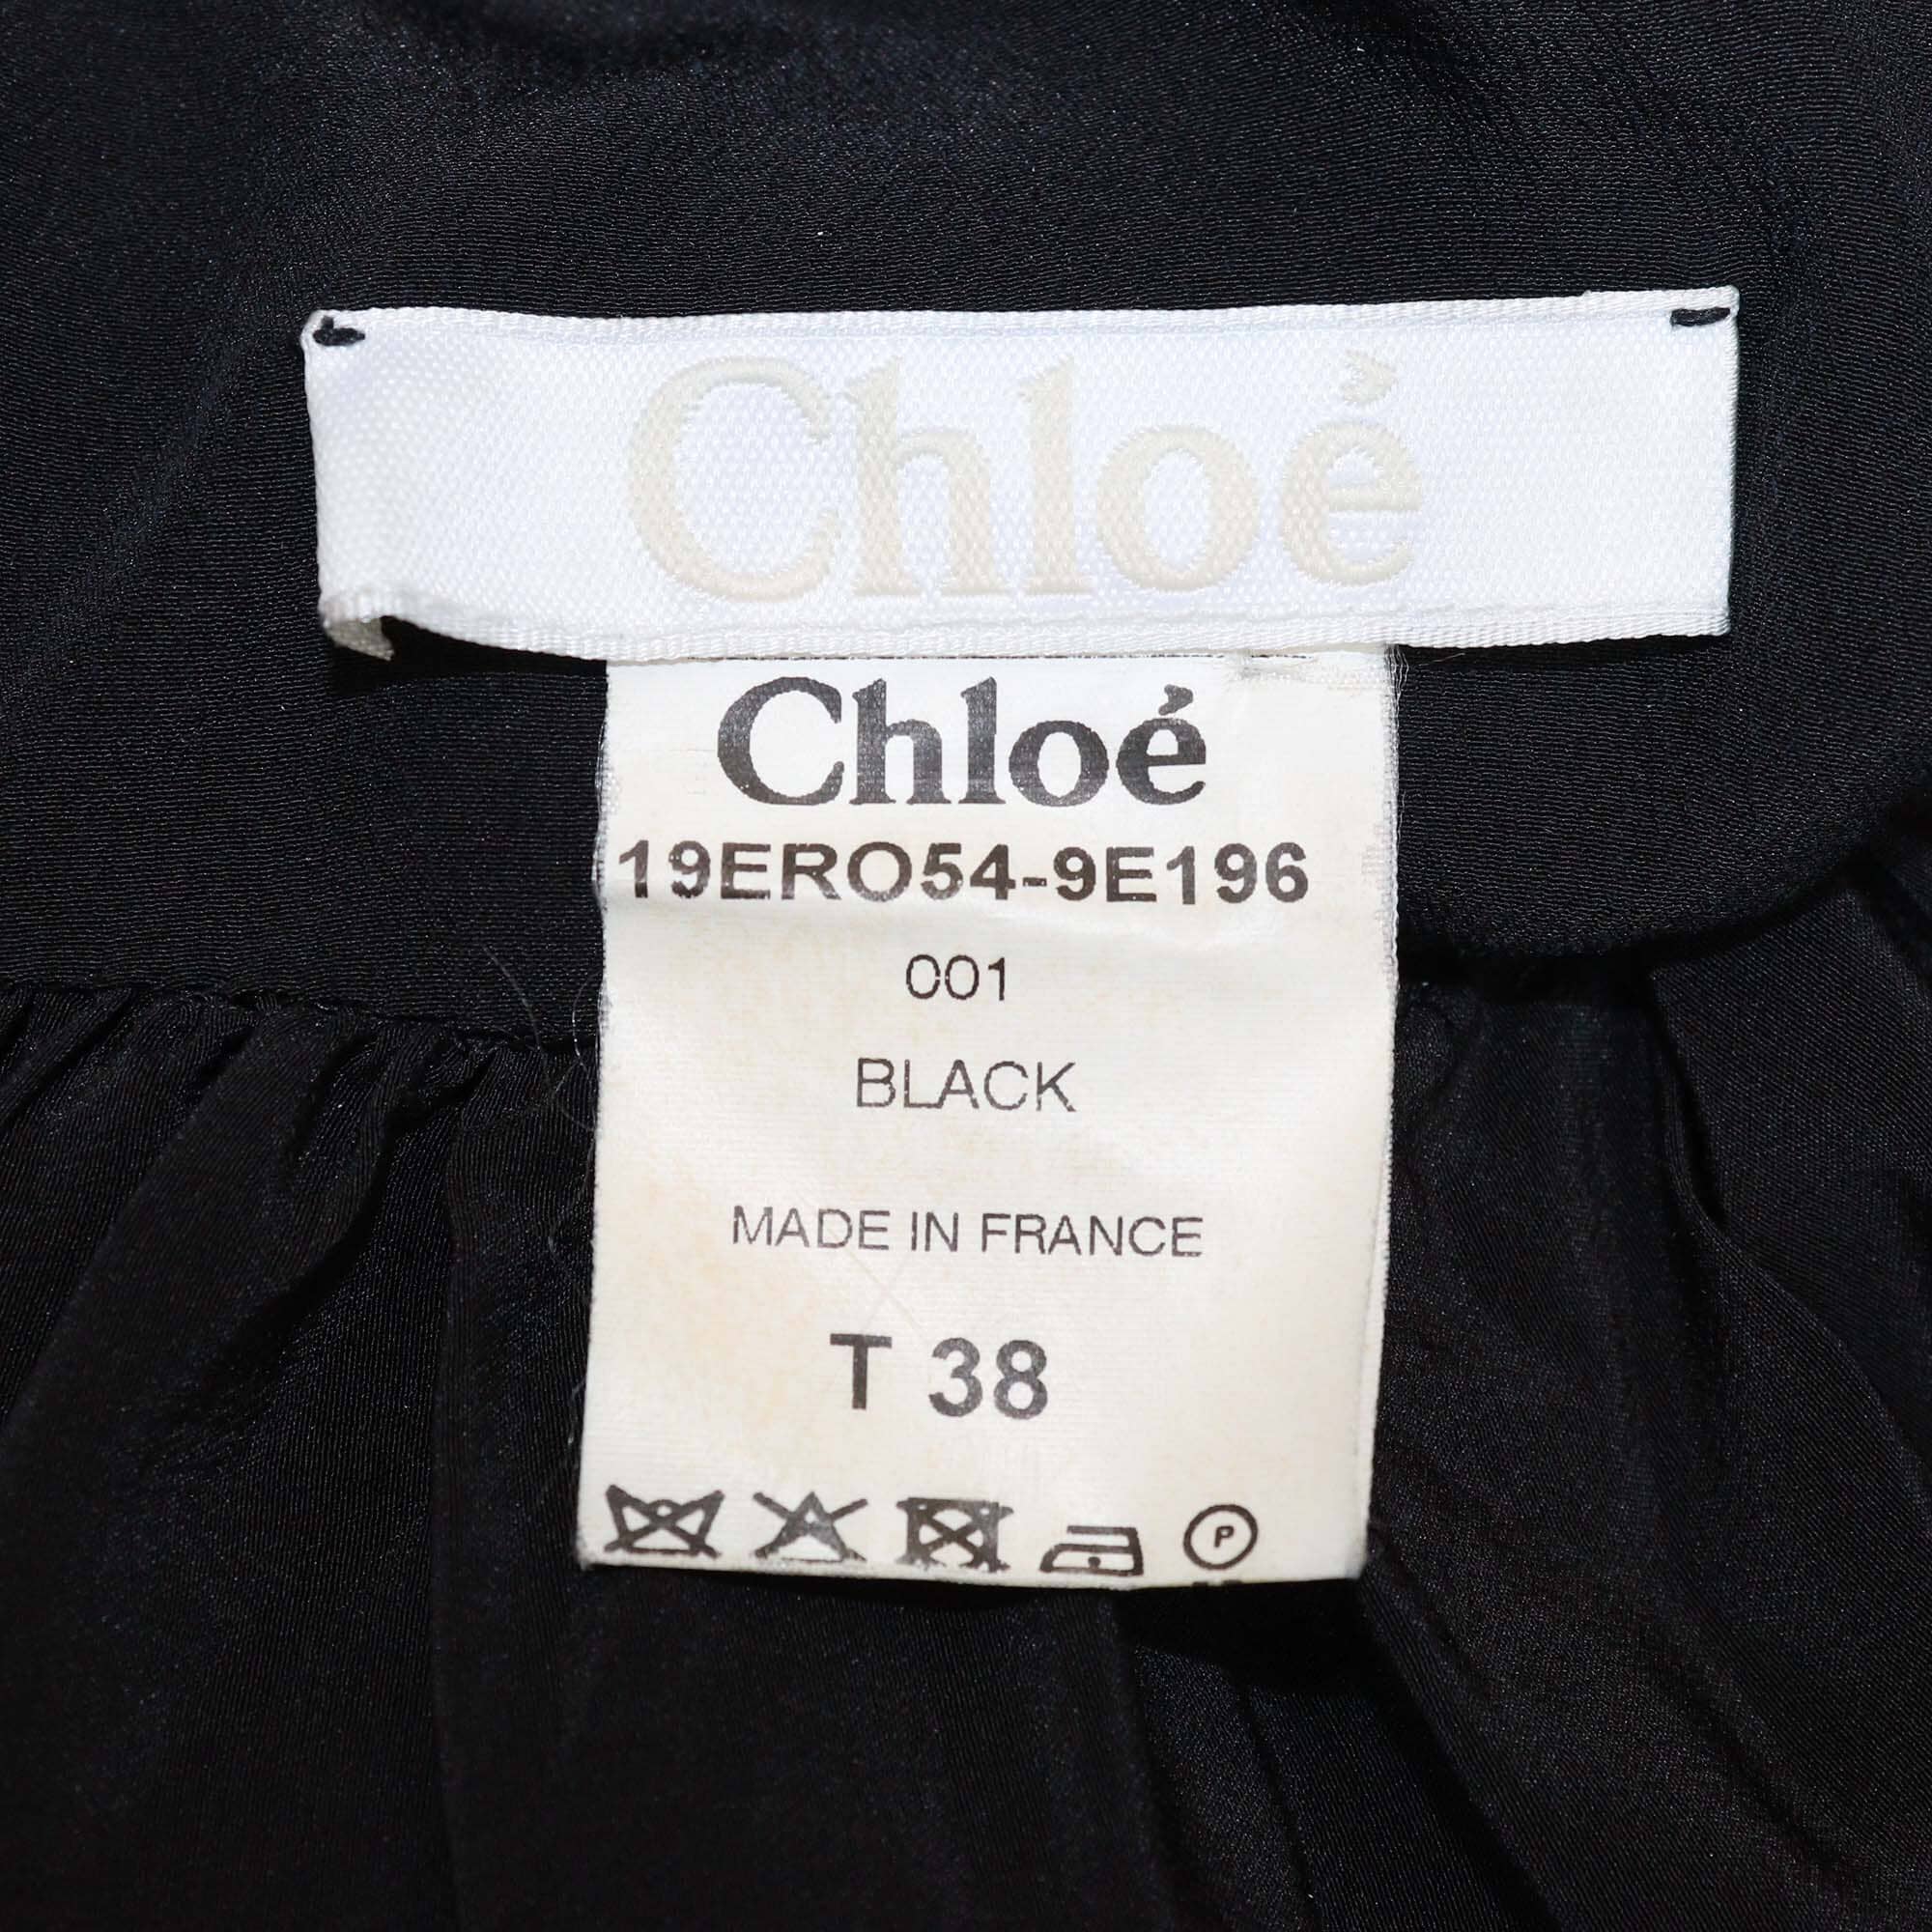 Chloé
Chloé
19ERO54-9E196
001
BLACK
MADE IN FRANCE
T 38
P